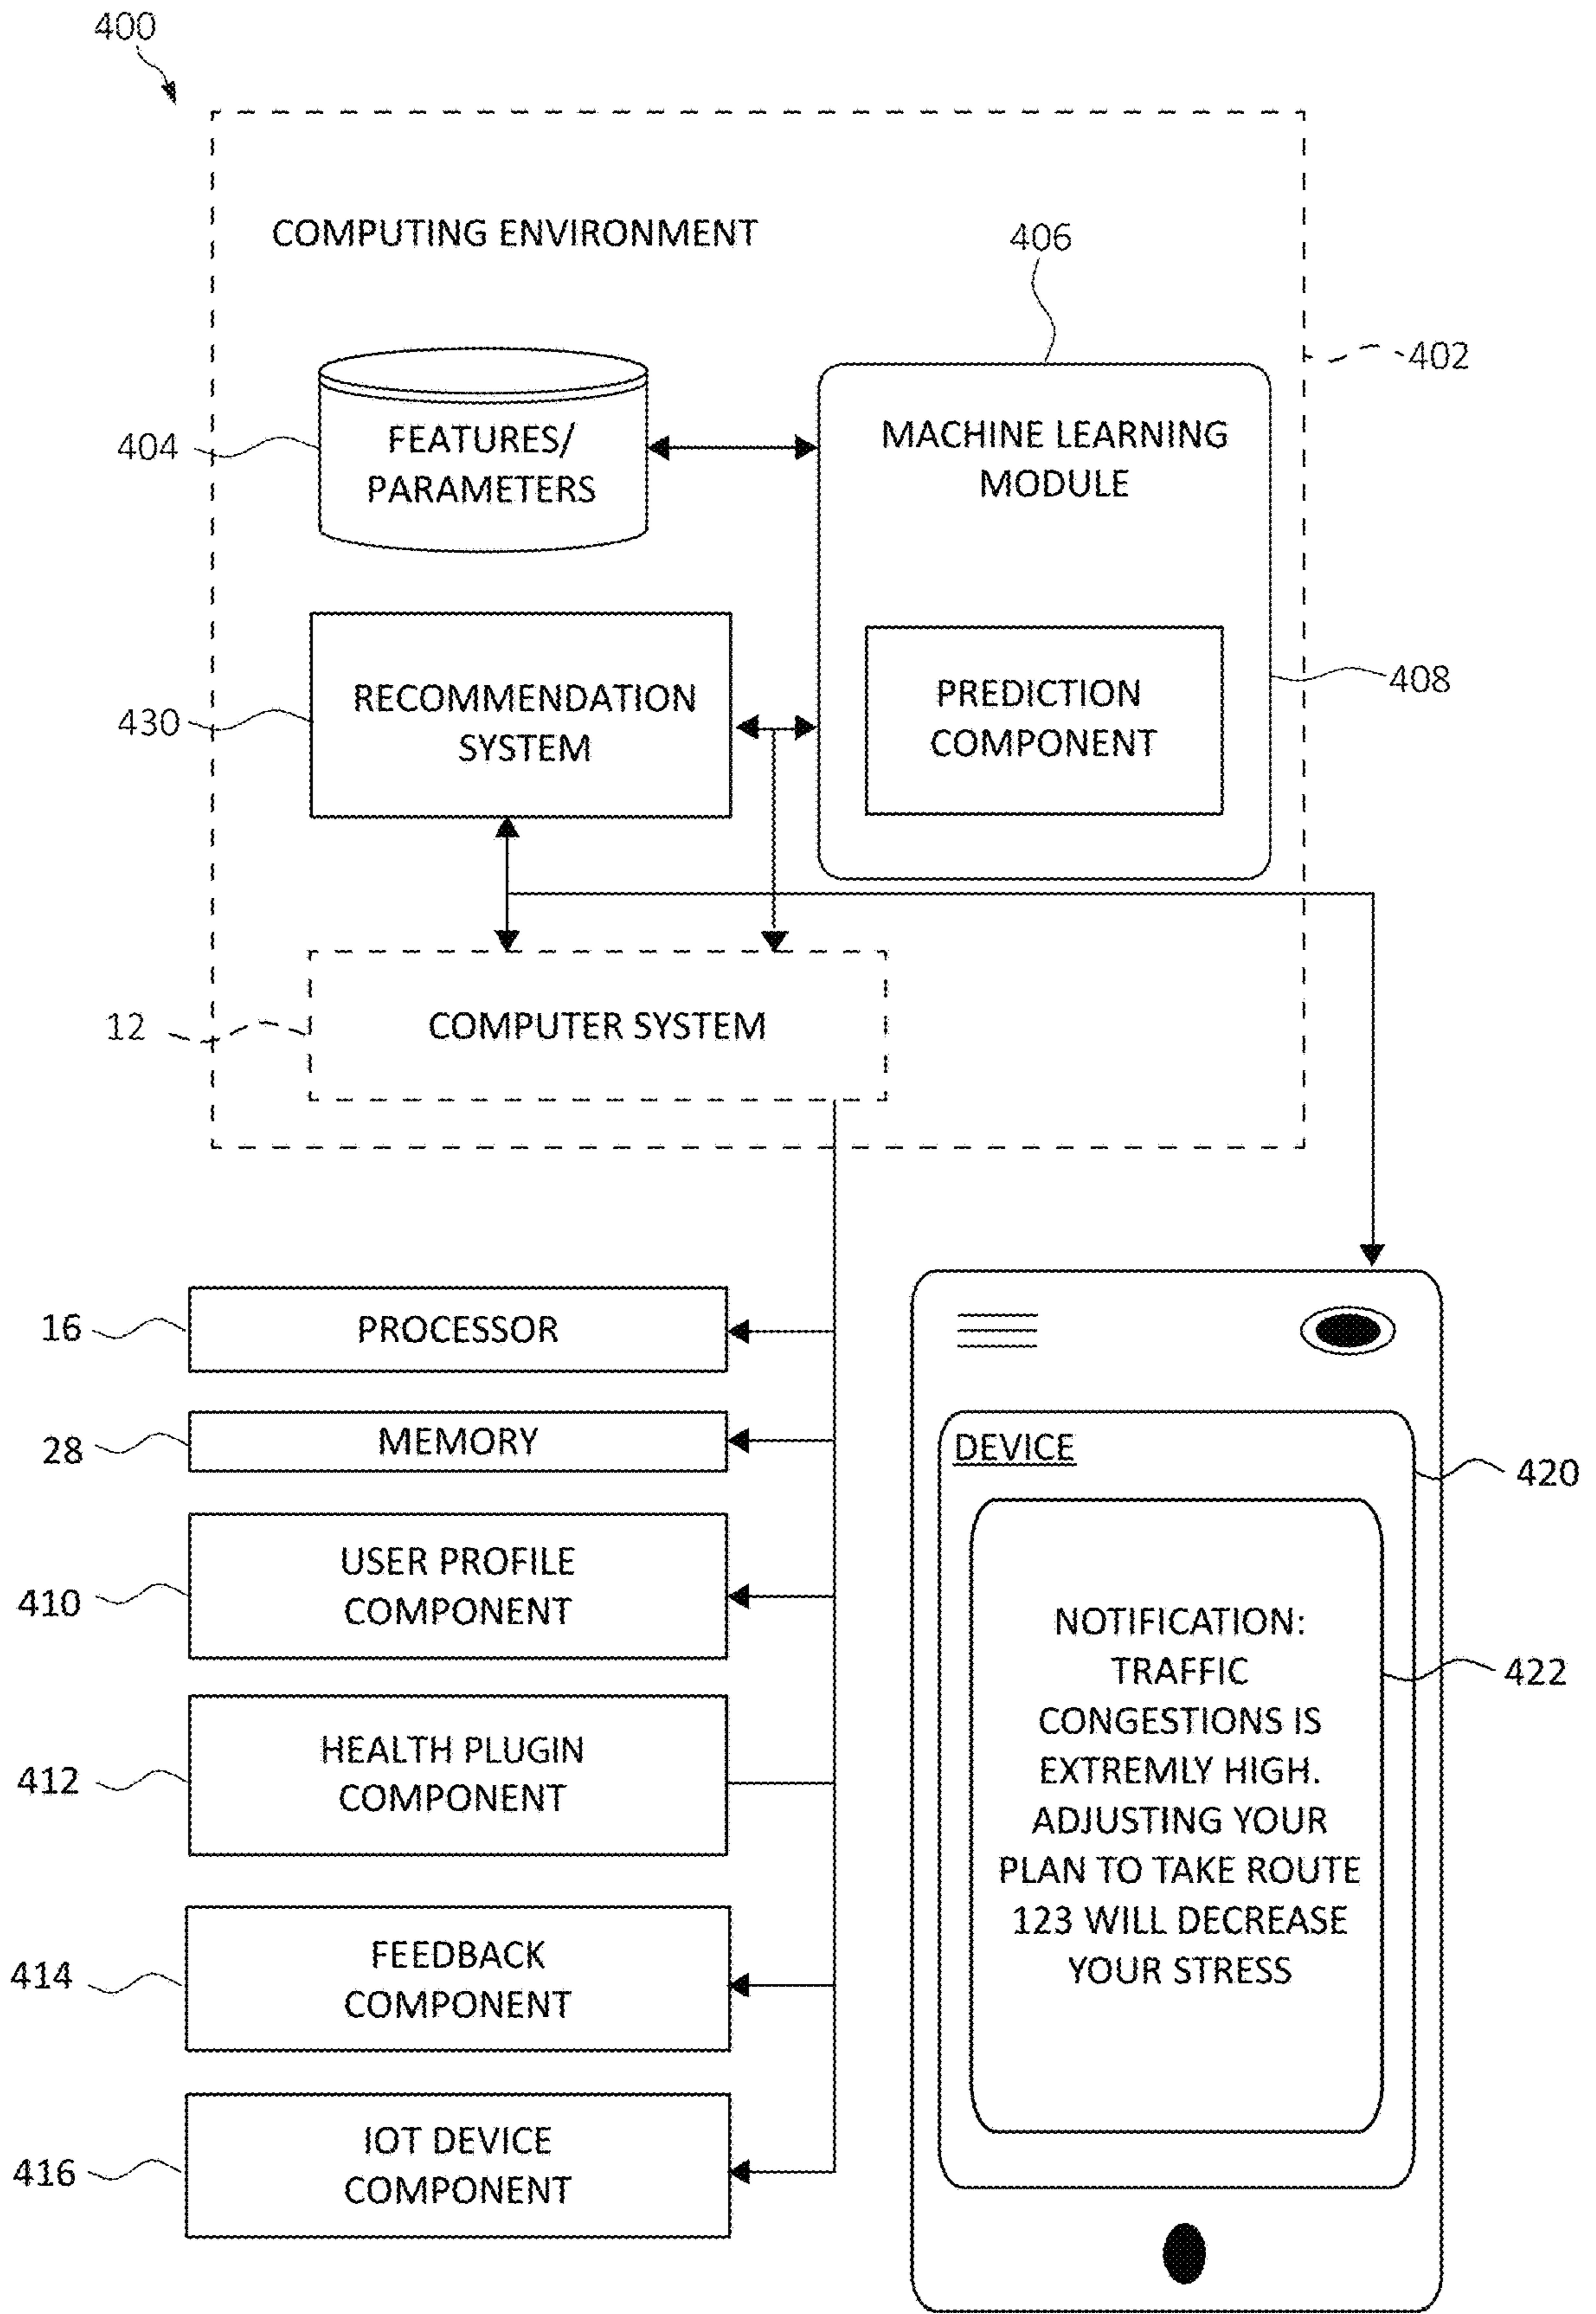 400
COMPUTING ENVIRONMENT
406
402
404
FEATURES/
PARAMETERS
MACHINE LEARNING
MODULE
430
RECOMMENDATION
SYSTEM
PREDICTION
COMPONENT
408
12
COMPUTER SYSTEM
16
PROCESSOR
28
MEMORY
410
USER PROFILE
COMPONENT
412
HEALTH PLUGIN
COMPONENT
414
FEEDBACK
COMPONENT
416
IOT DEVICE
COMPONENT
DEVICE
420
NOTIFICATION:
TRAFFIC
CONGESTIONS IS
EXTREMLY HIGH.
ADJUSTING YOUR
PLAN TO TAKE ROUTE
123 WILL DECREASE
YOUR STRESS
422